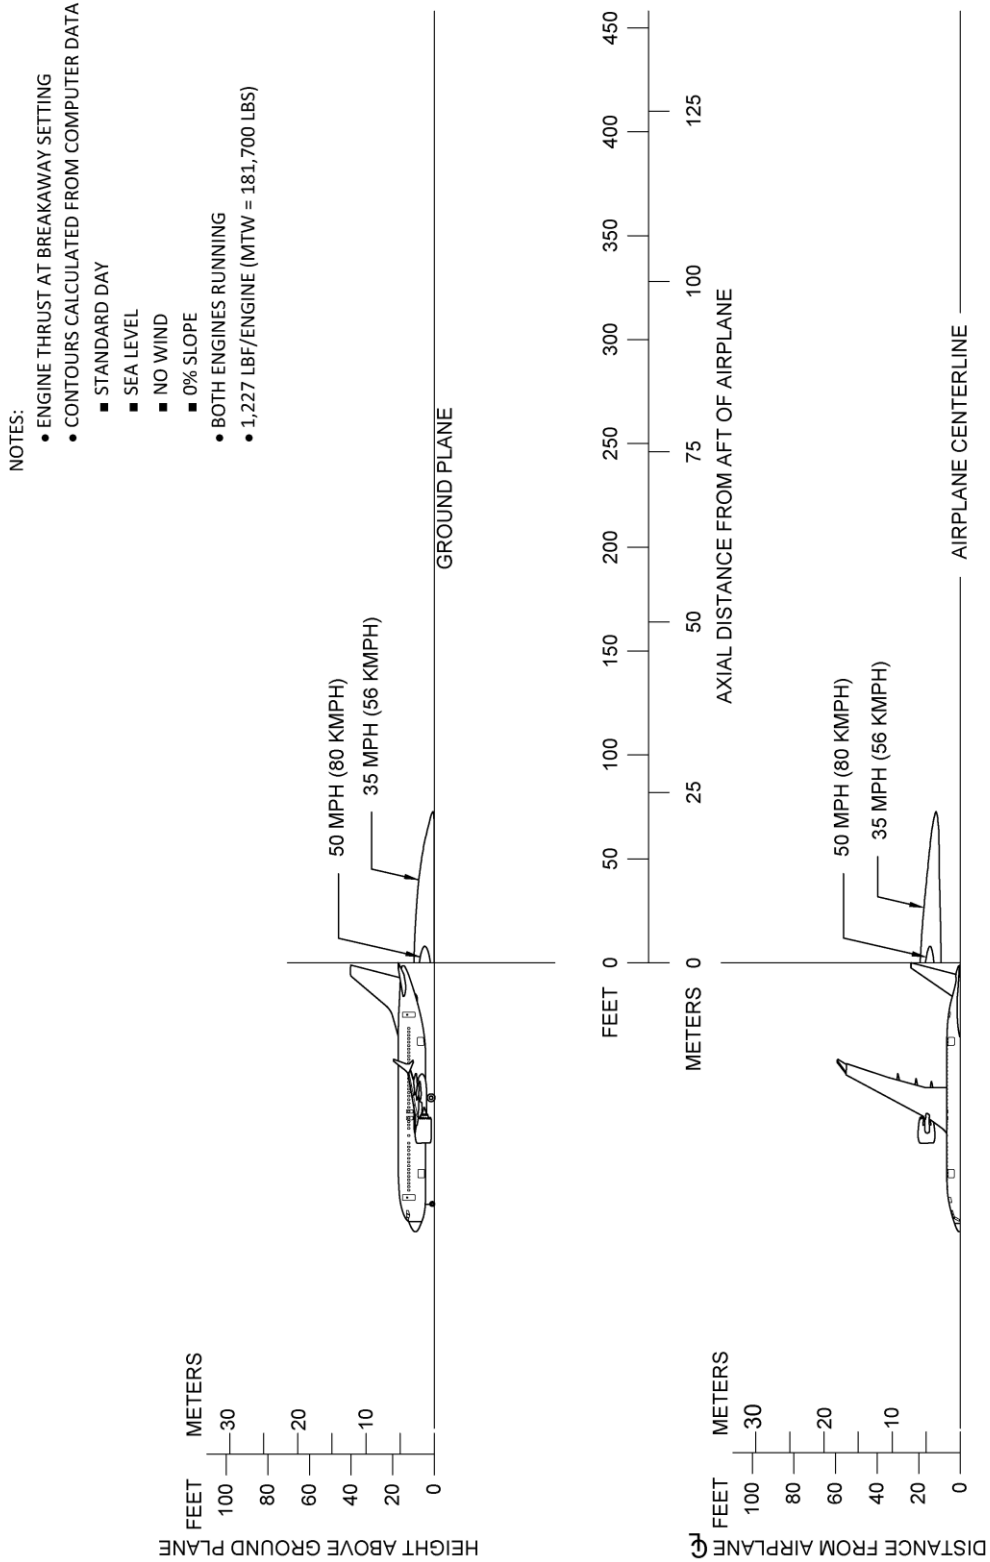 NOTES:
• ENGINE THRUST AT BREAKAWAY SETTING
• CONTOURS CALCULATED FROM COMPUTER DATA
■ STANDARD DAY
■ SEA LEVEL
■ NO WIND
■ 0% SLOPE
• BOTH ENGINES RUNNING
• 1,227 LBF/ENGINE (MTW = 181,700 LBS)
HEIGHT ABOVE GROUND PLANE
FEET
METERS
100
80
60
40
20
0
30
20
10
50 MPH (80 KMPH)
35 MPH (56 KMPH)
GROUND PLANE
FEET
0 50 100 150 200 250 300 350 400 450
METERS
0 25 50 75 100 125
AXIAL DISTANCE FROM AFT OF AIRPLANE
DISTANCE FROM AIRPLANE ℄
FEET
METERS
100
80
60
40
20
0
30
20
10
50 MPH (80 KMPH)
35 MPH (56 KMPH)
AIRPLANE CENTERLINE